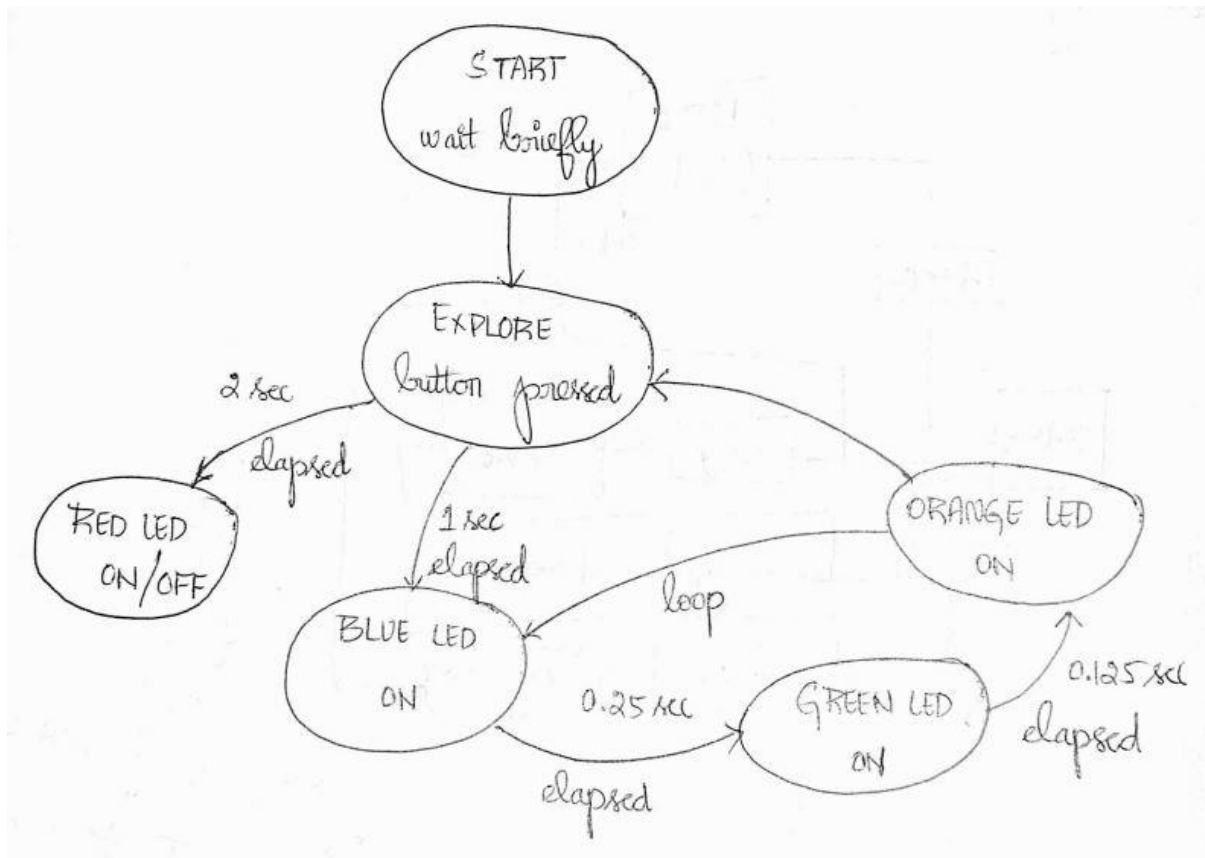 START
wait briefly
EXPLORE
button pressed
2 sec
elapsed
RED LED
ON/OFF
1 sec
elapsed
BLUE LED
ON
loop
ORANGE LED
ON
0.25 sec
elapsed
GREEN LED
ON
0.125 sec
elapsed